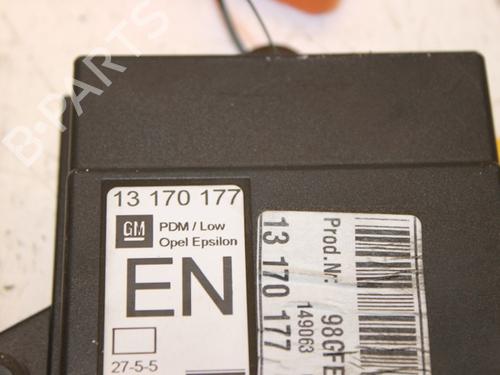 B-PARTS
13 170 177
GM
PDM / Low
Opel Epsilon
EN
27-5-5
Prod.Nr:
98GFE
13 170 177
149063